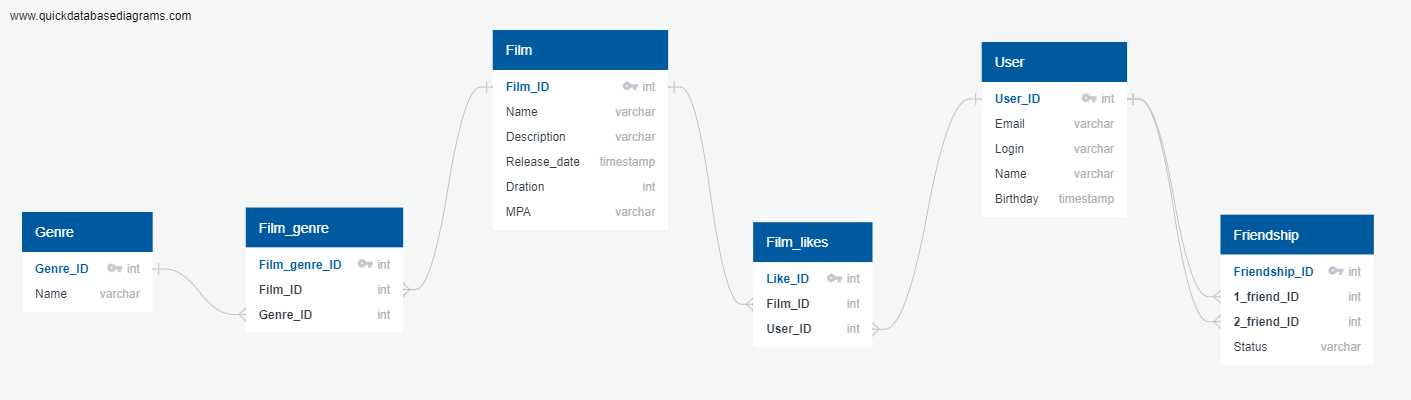 www.quickdatabasediagrams.com
Film
Film_ID int
Name varchar
Description varchar
Release_date timestamp
Dration int
MPA varchar
User
User_ID int
Email varchar
Login varchar
Name varchar
Birthday timestamp
Genre
Genre_ID int
Name varchar
Film_genre
Film_genre_ID int
Film_ID int
Genre_ID int
Film_likes
Like_ID int
Film_ID int
User_ID int
Friendship
Friendship_ID int
1_friend_ID int
2_friend_ID int
Status varchar